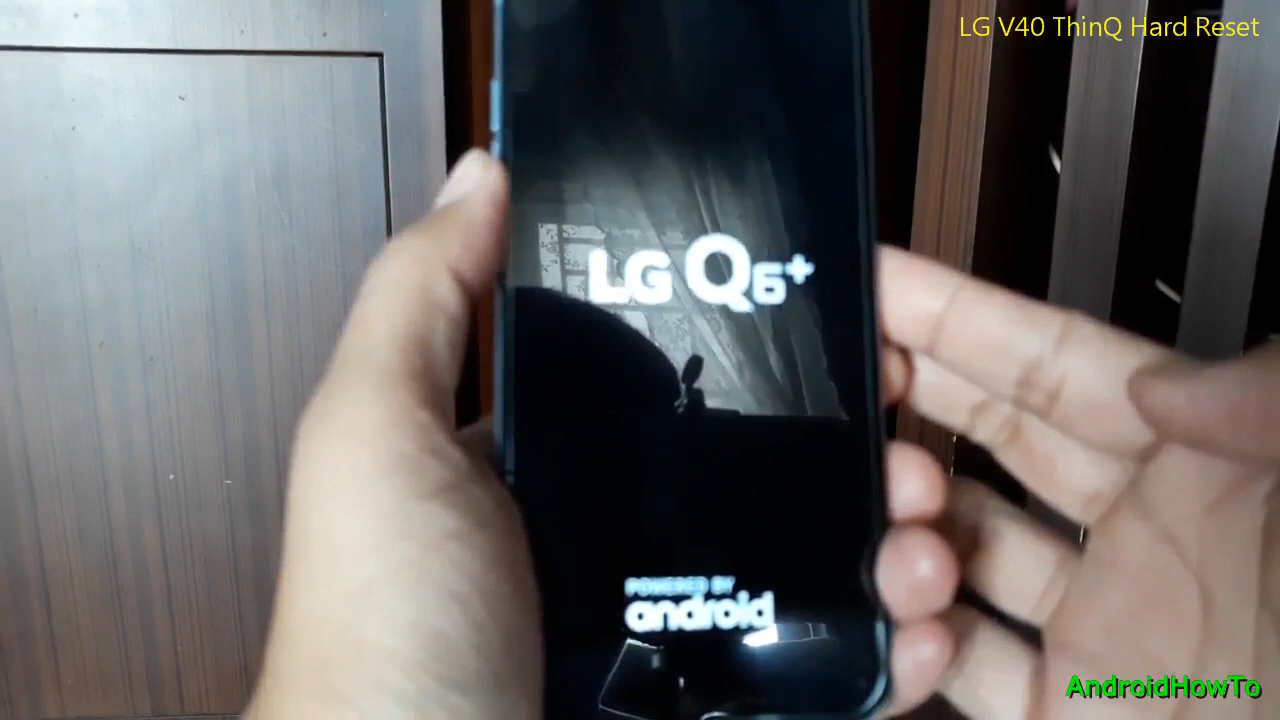 LG V40 ThinQ Hard Reset
LG Q6+
POWERED BY
android
AndroidHowTo